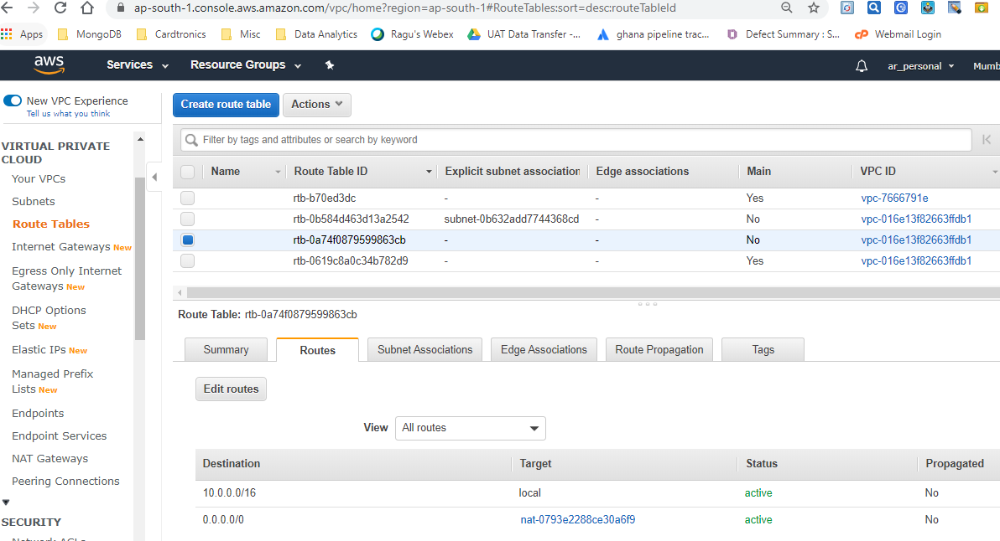 ap-south-1.console.aws.amazon.com/vpc/home?region=ap-south-1#RouteTables:sort=desc:routeTableId
Apps MongoDB Cardtronics Misc Data Analytics Ragu's Webex UAT Data Transfer -... ghana pipeline trac... Defect Summary : S... Webmail Login
aws Services Resource Groups ar_personal Mumb
New VPC Experience
Tell us what you think
VIRTUAL PRIVATE
CLOUD
Your VPCs
Subnets
Route Tables
Internet Gateways New
Egress Only Internet
Gateways New
DHCP Options
Sets New
Elastic IPs New
Managed Prefix
Lists New
Endpoints
Endpoint Services
NAT Gateways
Peering Connections
SECURITY
Create route table Actions
Filter by tags and attributes or search by keyword
Name Route Table ID Explicit subnet association Edge associations Main VPC ID
rtb-b70ed3dc - - Yes vpc-7666791e
rtb-0b584d463d13a2542 subnet-0b632add7744368cd - No vpc-016e13f82663ffdb1
rtb-0a74f0879599863cb - - No vpc-016e13f82663ffdb1
rtb-0619c8a0c34b782d9 - - Yes vpc-016e13f82663ffdb1
Route Table: rtb-0a74f0879599863cb
Summary Routes Subnet Associations Edge Associations Route Propagation Tags
Edit routes
View All routes
Destination Target Status Propagated
10.0.0.0/16 local active No
0.0.0.0/0 nat-0793e2288ce30a6f9 active No